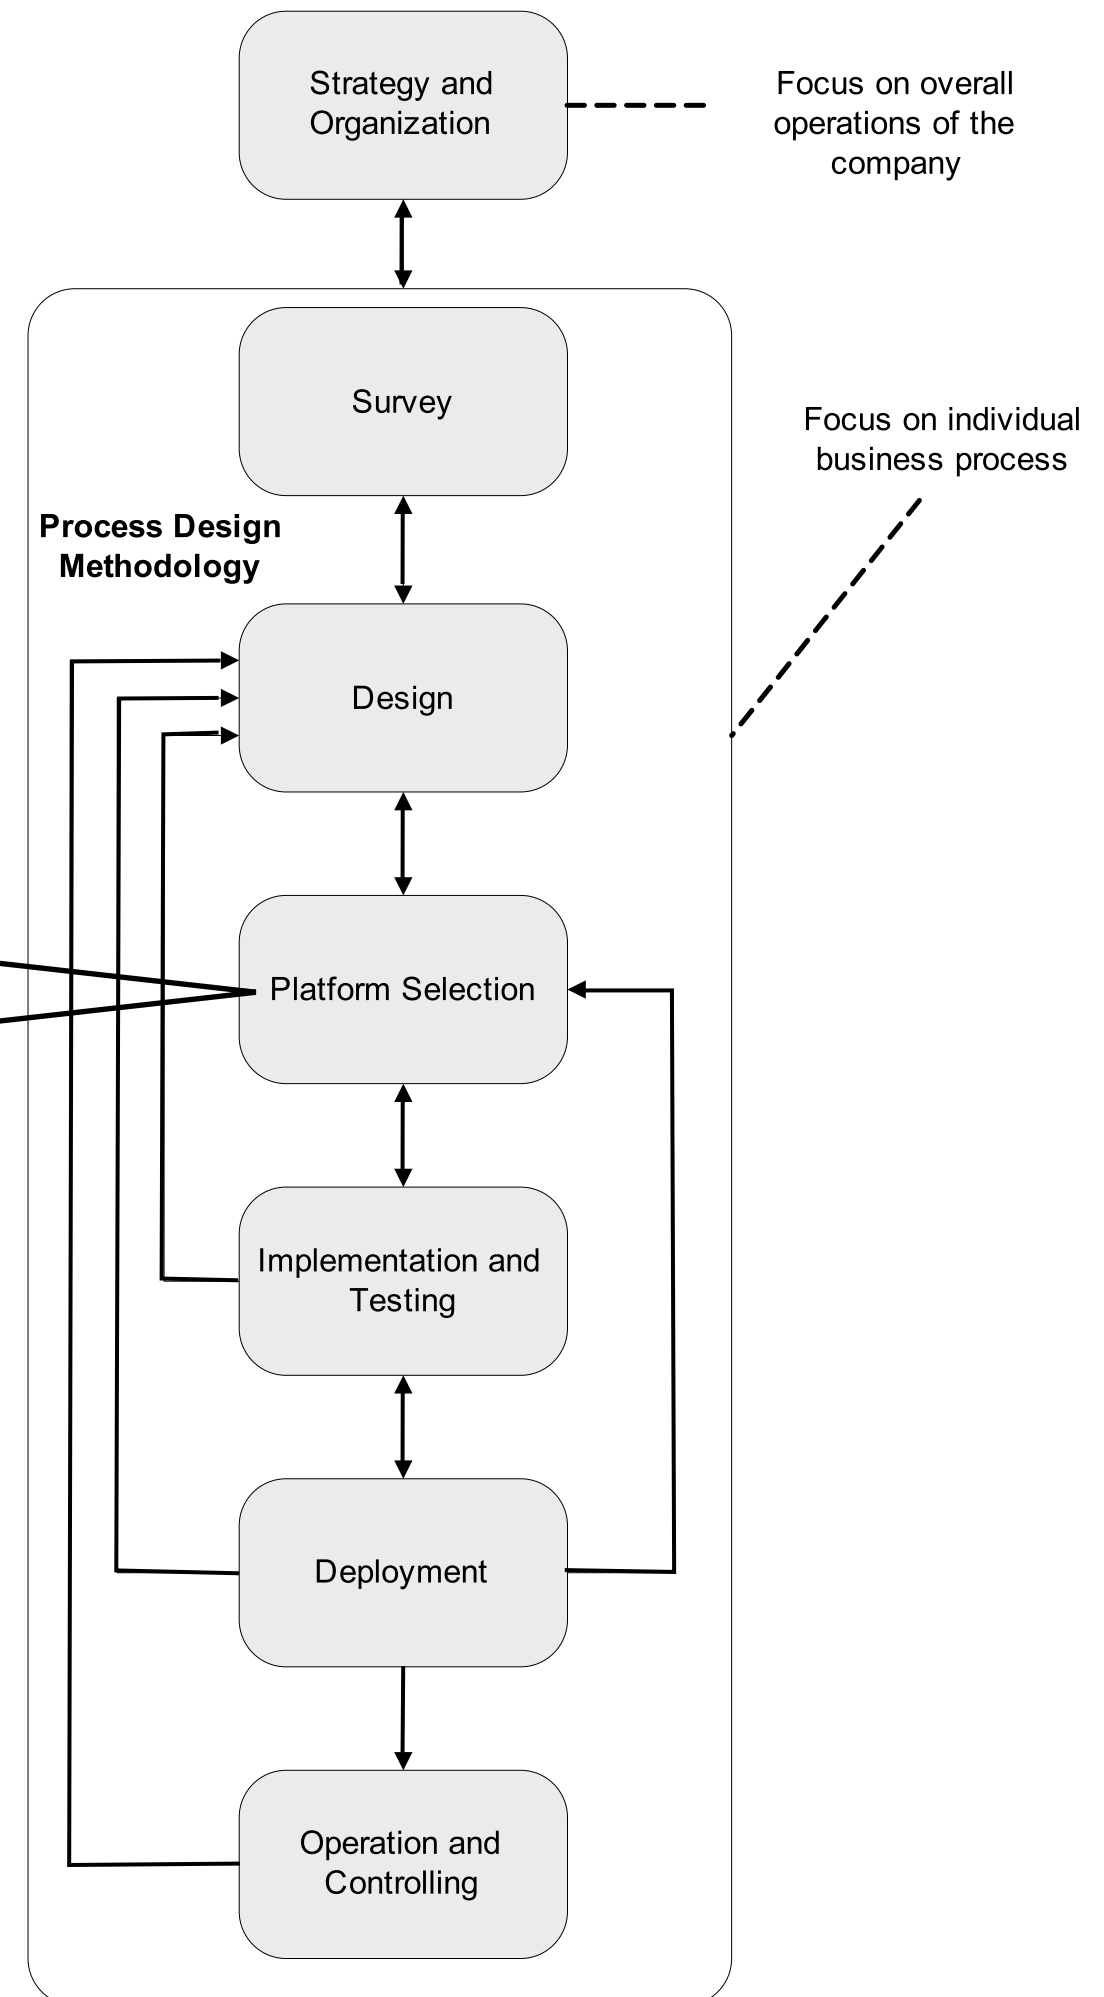 Strategy and
Organization
Focus on overall
operations of the
company
Survey
Focus on individual
business process
Process Design
Methodology
Design
Platform Selection
Implementation and
Testing
Deployment
Operation and
Controlling